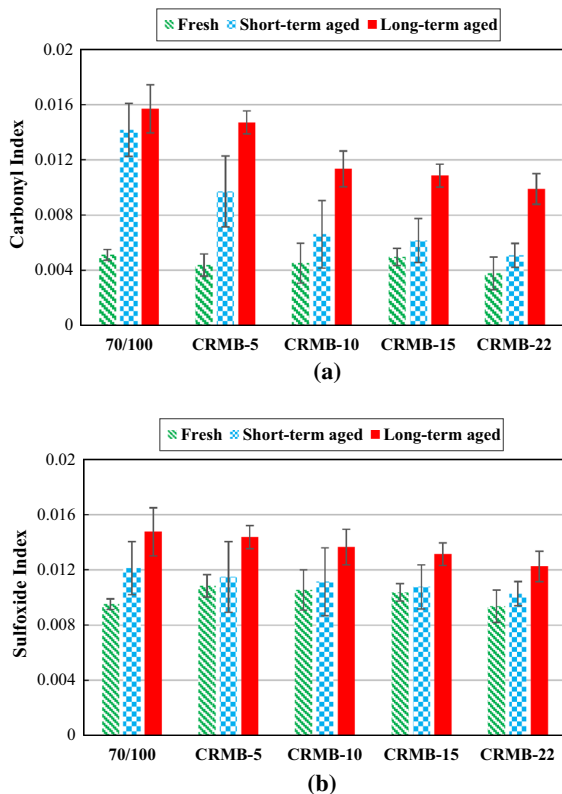 Fresh Short-term aged Long-term aged
0.02
0.016
0.012
0.008
0.004
0
Carbonyl Index
70/100 CRMB-5 CRMB-10 CRMB-15 CRMB-22
(a)
Fresh Short-term aged Long-term aged
0.02
0.016
0.012
0.008
0.004
0
Sulfoxide Index
70/100 CRMB-5 CRMB-10 CRMB-15 CRMB-22
(b)